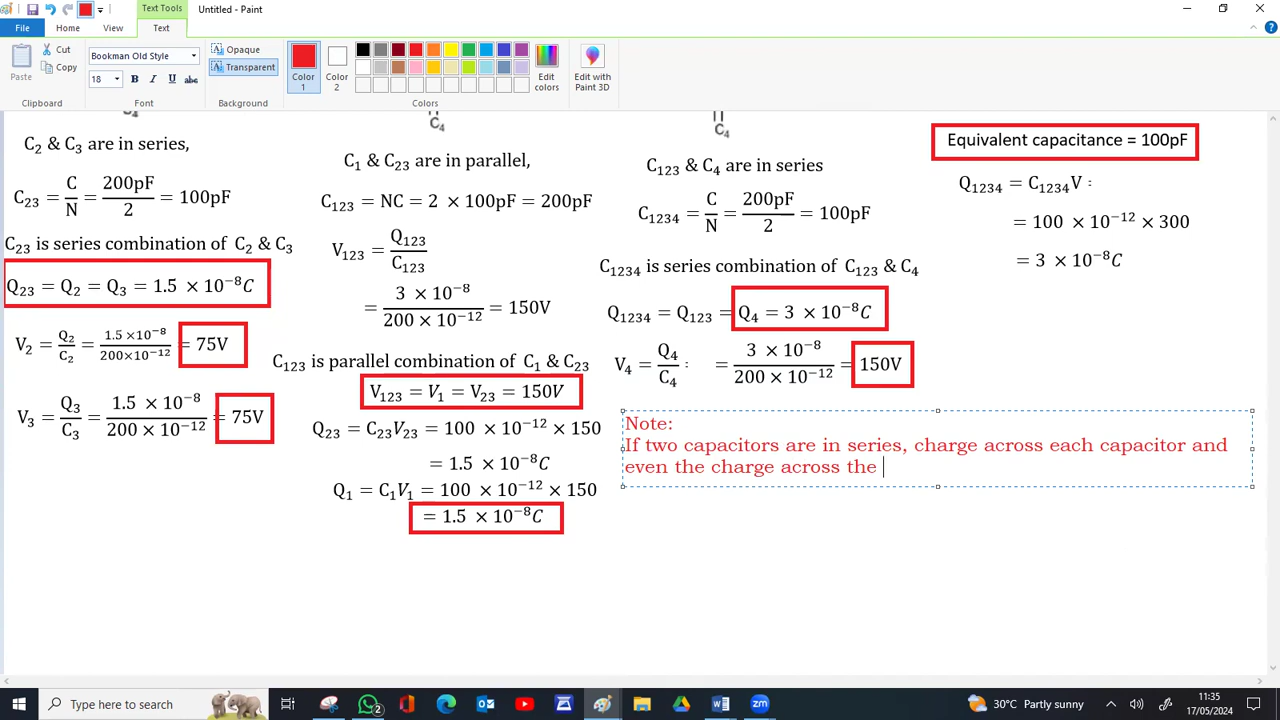 Text Tools
Untitled - Paint
File
Home
View
Text
Paste
Cut
Copy
Bookman Old Style
18
B I U abc
Opaque
Transparent
Color 1
Color 2
Edit colors
Edit with Paint 3D
Clipboard
Font
Background
Colors
C₄
C₂ & C₃ are in series,
C₂₃ = C/N = 200pF/2 = 100pF
C₂₃ is series combination of C₂ & C₃
Q₂₃ = Q₂ = Q₃ = 1.5 × 10⁻⁸C
V₂ = Q₂/C₂ = 1.5 ×10⁻⁸/200×10⁻¹² = 75V
V₃ = Q₃/C₃ = 1.5 × 10⁻⁸/200 × 10⁻¹² = 75V
C₄
C₁ & C₂₃ are in parallel,
C₁₂₃ = NC = 2 × 100pF = 200pF
V₁₂₃ = Q₁₂₃/C₁₂₃
= 3 × 10⁻⁸/200 × 10⁻¹² = 150V
C₁₂₃ is parallel combination of C₁ & C₂₃
V₁₂₃ = V₁ = V₂₃ = 150V
Q₂₃ = C₂₃V₂₃ = 100 × 10⁻¹² × 150
= 1.5 × 10⁻⁸C
Q₁ = C₁V₁ = 100 × 10⁻¹² × 150
= 1.5 × 10⁻⁸C
C₄
C₁₂₃ & C₄ are in series
C₁₂₃₄ = C/N = 200pF/2 = 100pF
C₁₂₃₄ is series combination of C₁₂₃ & C₄
Q₁₂₃₄ = Q₁₂₃ = Q₄ = 3 × 10⁻⁸C
V₄ = Q₄/C₄ : = 3 × 10⁻⁸/200 × 10⁻¹² = 150V
Note:
If two capacitors are in series, charge across each capacitor and
even the charge across the
Equivalent capacitance = 100pF
Q₁₂₃₄ = C₁₂₃₄V :
= 100 × 10⁻¹² × 300
= 3 × 10⁻⁸C
Type here to search
2
30°C Partly sunny
11:35
17/05/2024